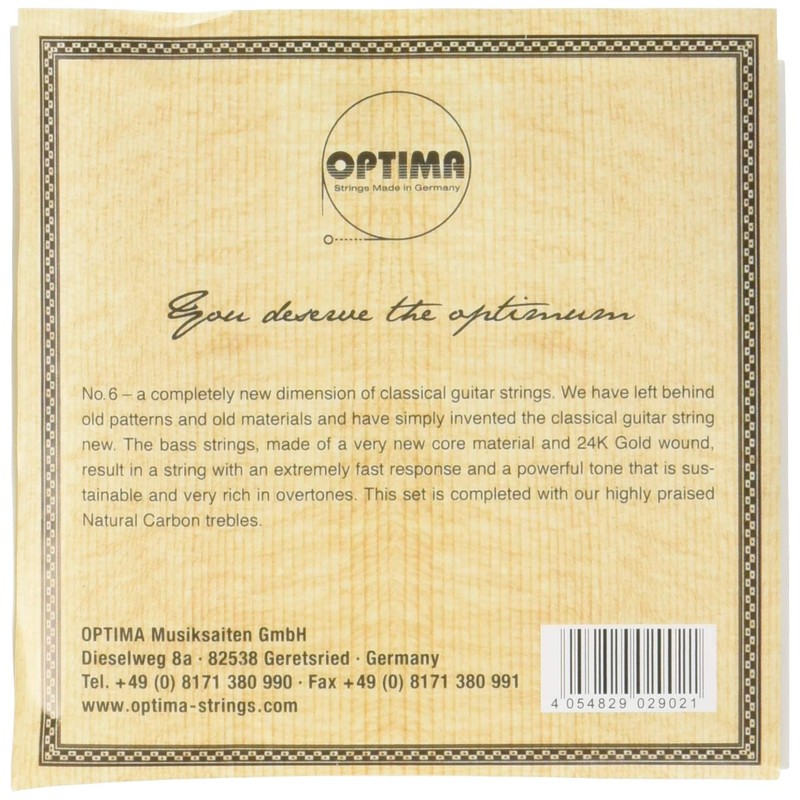 OPTIMA
Strings Made in Germany
You deserve the optimum
No.6 – a completely new dimension of classical guitar strings. We have left behind
old patterns and old materials and have simply invented the classical guitar string
new. The bass strings, made of a very new core material and 24K Gold wound,
result in a string with an extremely fast response and a powerful tone that is sus-
tainable and very rich in overtones. This set is completed with our highly praised
Natural Carbon trebles.
OPTIMA Musiksaiten GmbH
Dieselweg 8a · 82538 Geretsried · Germany
Tel. +49 (0) 8171 380 990 · Fax +49 (0) 8171 380 991
www.optima-strings.com
4 054829 029021